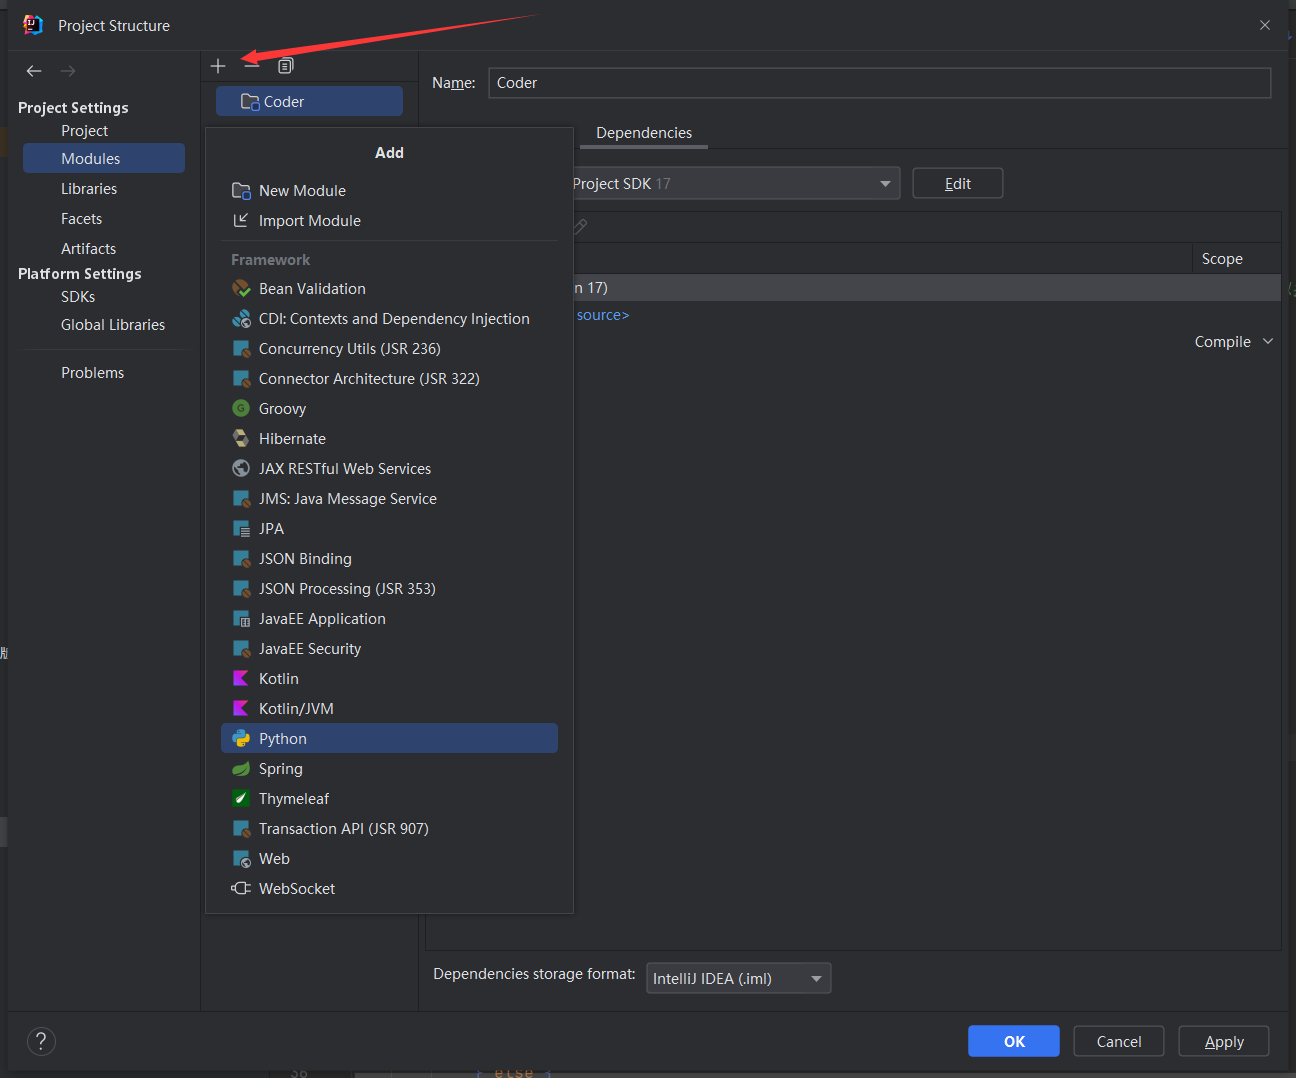 Project Structure
Project Settings
Project
Modules
Libraries
Facets
Artifacts
Platform Settings
SDKs
Global Libraries
Problems
Coder
Add
New Module
Import Module
Framework
Bean Validation
CDI: Contexts and Dependency Injection
Concurrency Utils (JSR 236)
Connector Architecture (JSR 322)
Groovy
Hibernate
JAX RESTful Web Services
JMS: Java Message Service
JPA
JSON Binding
JSON Processing (JSR 353)
JavaEE Application
JavaEE Security
Kotlin
Kotlin/JVM
Python
Spring
Thymeleaf
Transaction API (JSR 907)
Web
WebSocket
Name: Coder
Dependencies
Project SDK 17
Edit
Scope
n 17)
source>
Compile
Dependencies storage format: IntelliJ IDEA (.iml)
?
OK
Cancel
Apply
36
} else {